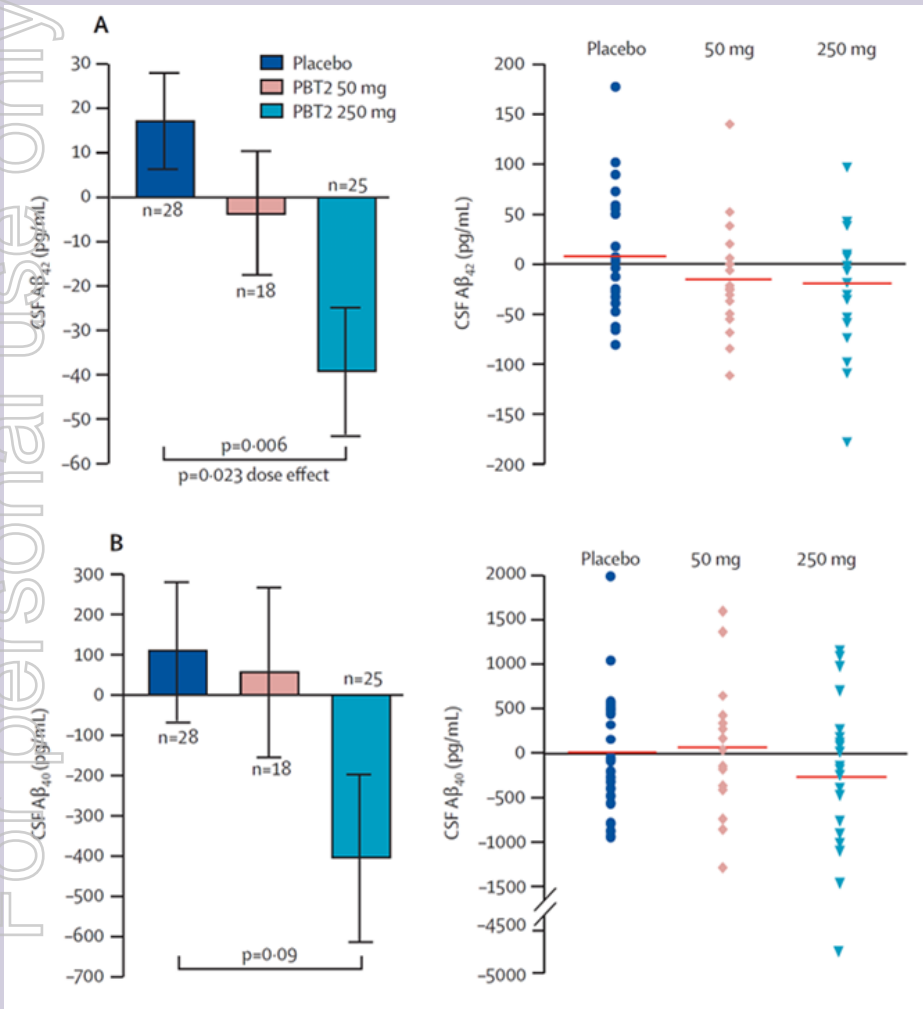 For personal use only
A
Placebo
PBT2 50 mg
PBT2 250 mg
30
20
10
0
–10
–20
–30
–40
–50
–60
CSF Aβ42 (pg/mL)
n=28
n=18
n=25
p=0·006
p=0·023 dose effect
Placebo 50 mg 250 mg
200
150
100
50
0
–50
–100
–150
–200
CSF Aβ42 (pg/mL)
B
300
200
100
0
–100
–200
–300
–400
–500
–600
–700
CSF Aβ40 (pg/mL)
n=28
n=18
n=25
p=0·09
Placebo 50 mg 250 mg
2000
1500
1000
500
0
–500
–1000
–1500
–4500
–5000
CSF Aβ40 (pg/mL)